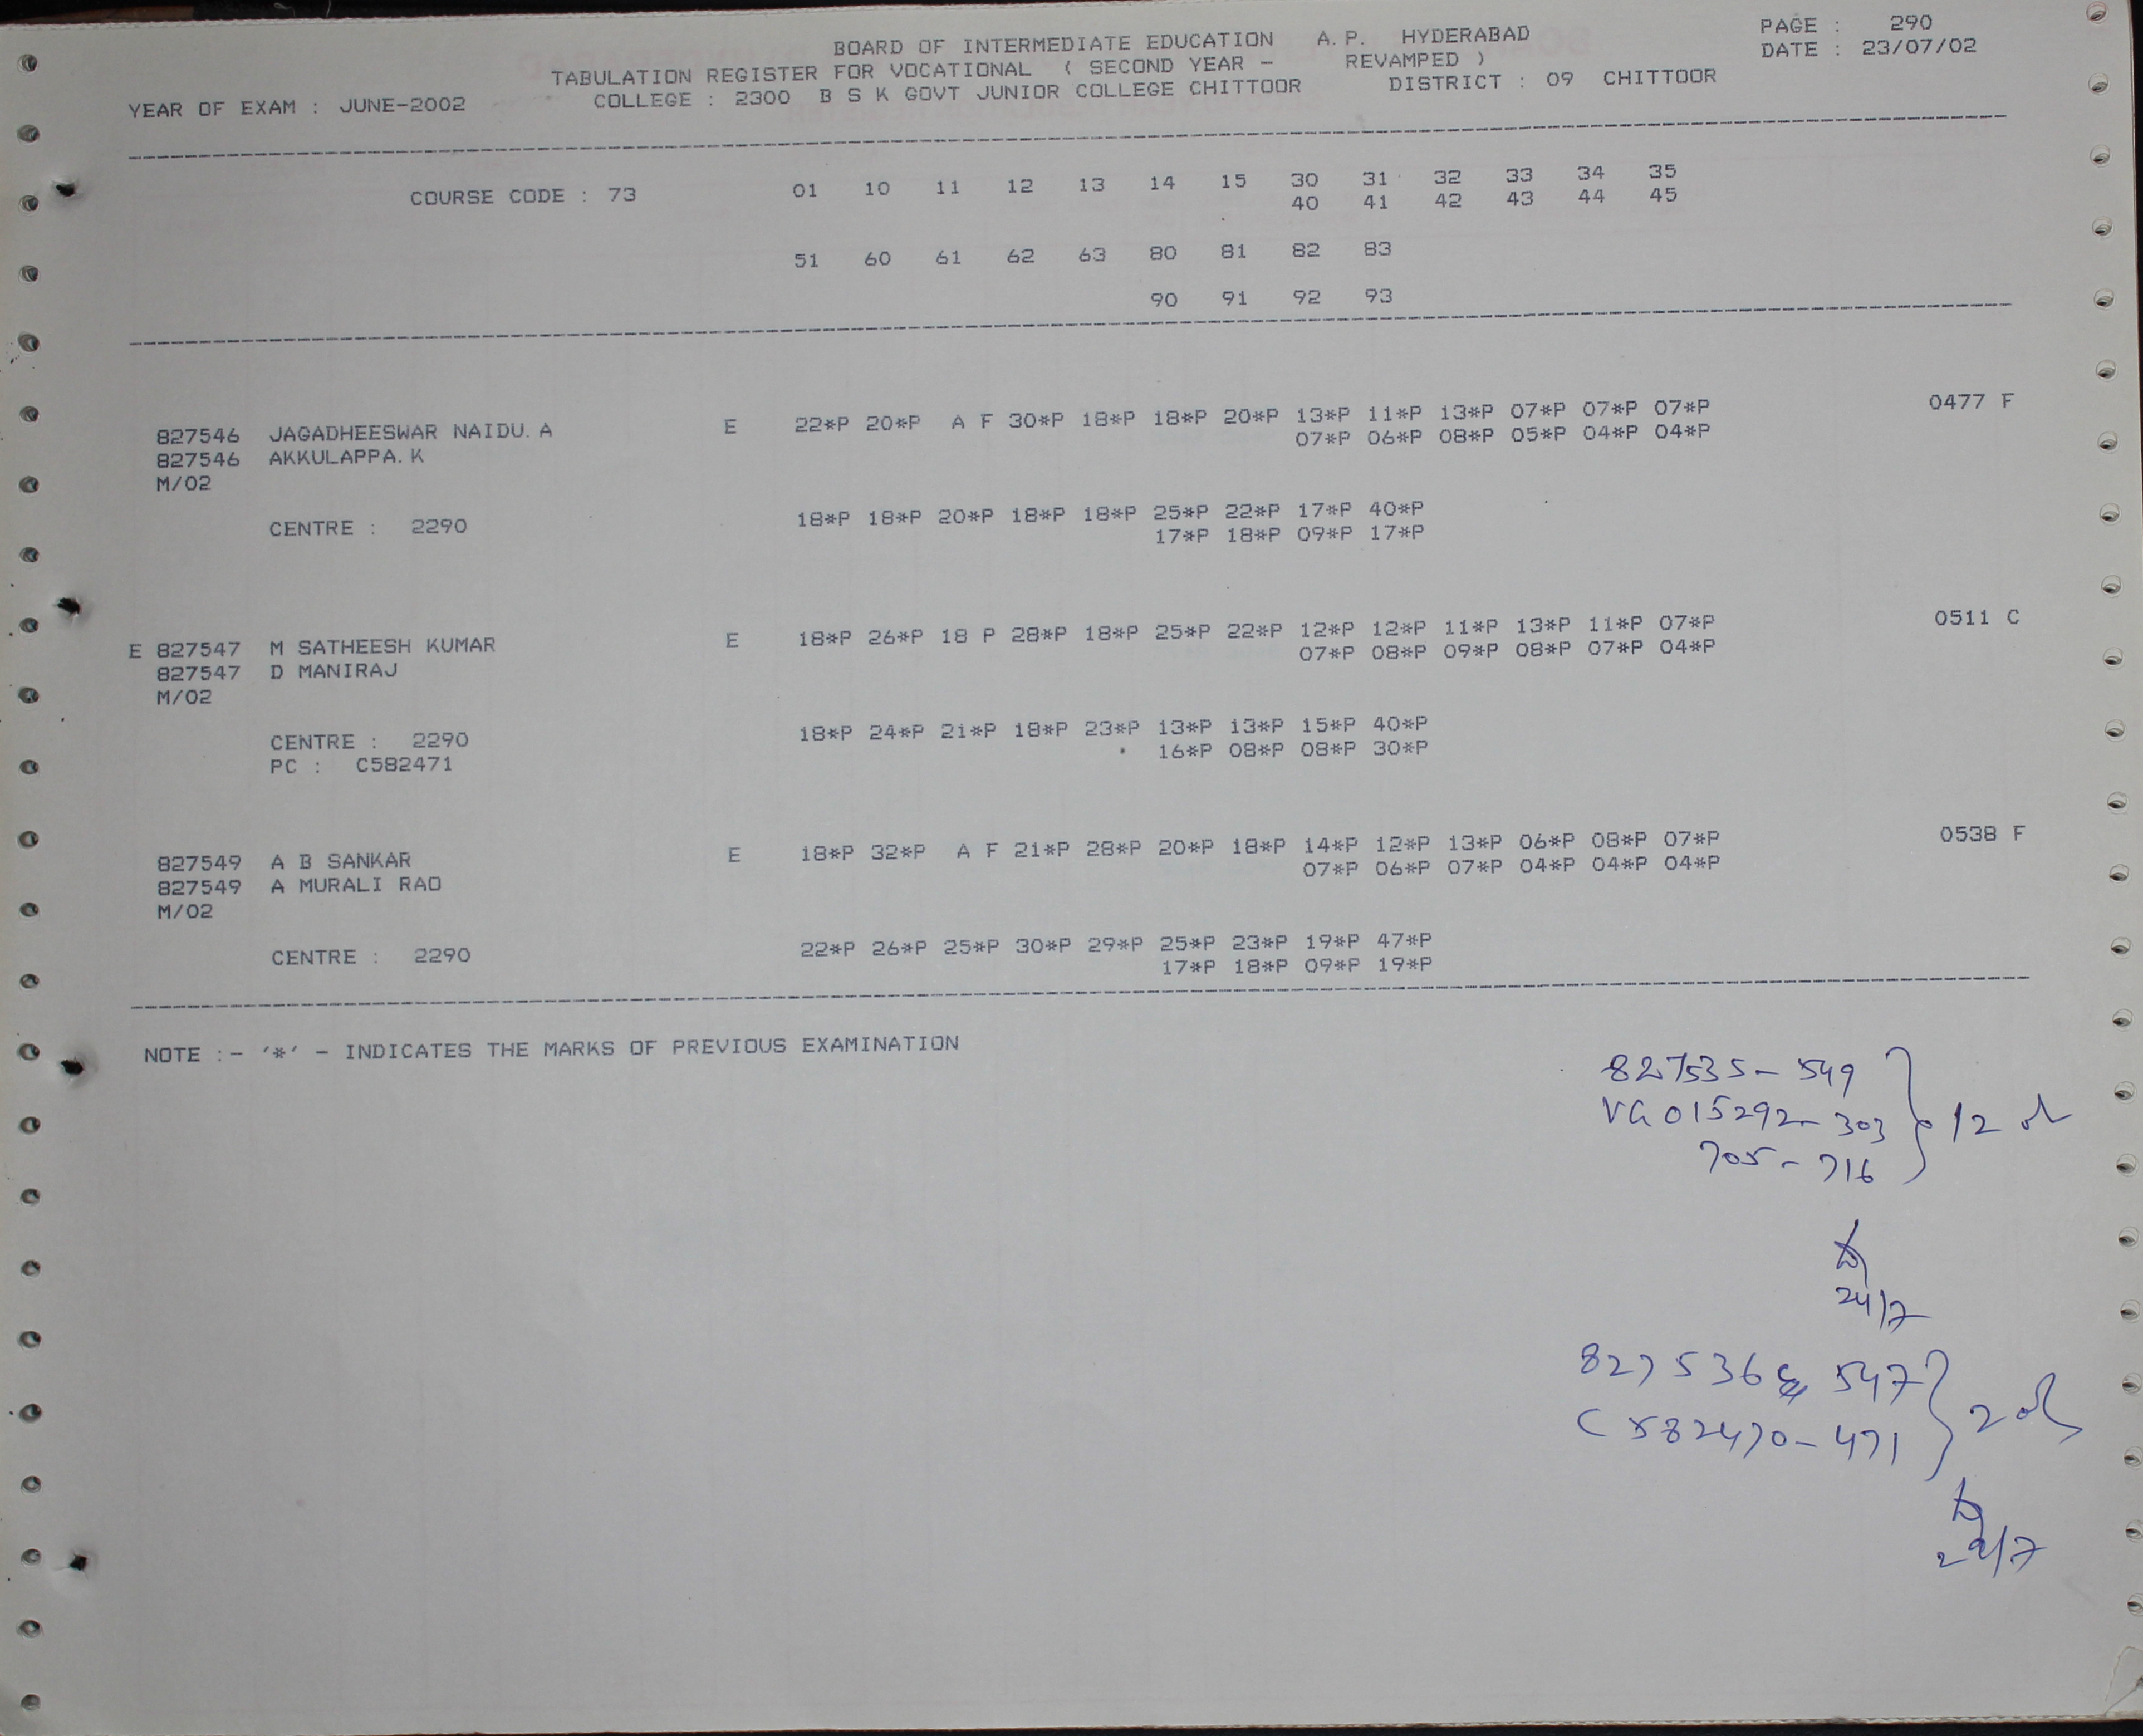 BOARD OF INTERMEDIATE EDUCATION A.P. HYDERABAD PAGE : 290
TABULATION REGISTER FOR VOCATIONAL ( SECOND YEAR - REVAMPED ) DATE : 23/07/02
YEAR OF EXAM : JUNE-2002 COLLEGE : 2300 B S K GOVT JUNIOR COLLEGE CHITTOOR DISTRICT : 09 CHITTOOR
COURSE CODE : 73 01 10 11 12 13 14 15 30 31 32 33 34 35
40 41 42 43 44 45
51 60 61 62 63 80 81 82 83
90 91 92 93
827546 JAGADHEESWAR NAIDU. A E 22*P 20*P A F 30*P 18*P 18*P 20*P 13*P 11*P 13*P 07*P 07*P 07*P 0477 F
827546 AKKULAPPA. K 07*P 06*P 08*P 05*P 04*P 04*P
M/02
CENTRE : 2290 18*P 18*P 20*P 18*P 18*P 25*P 22*P 17*P 40*P
17*P 18*P 09*P 17*P
E 827547 M SATHEESH KUMAR E 18*P 26*P 18 P 28*P 18*P 25*P 22*P 12*P 12*P 11*P 13*P 11*P 07*P 0511 C
827547 D MANIRAJ 07*P 08*P 09*P 08*P 07*P 04*P
M/02
CENTRE : 2290 18*P 24*P 21*P 18*P 23*P 13*P 13*P 15*P 40*P
PC : C582471 16*P 08*P 08*P 30*P
827549 A B SANKAR E 18*P 32*P A F 21*P 28*P 20*P 18*P 14*P 12*P 13*P 06*P 08*P 07*P 0538 F
827549 A MURALI RAO 07*P 06*P 07*P 04*P 04*P 04*P
M/02
CENTRE : 2290 22*P 26*P 25*P 30*P 29*P 25*P 23*P 19*P 47*P
17*P 18*P 09*P 19*P
NOTE :- '*' - INDICATES THE MARKS OF PREVIOUS EXAMINATION
827535- 549
VG 015292- 303 12
705- 716
24/7
827536 & 547
C 582470- 471 2
24/7